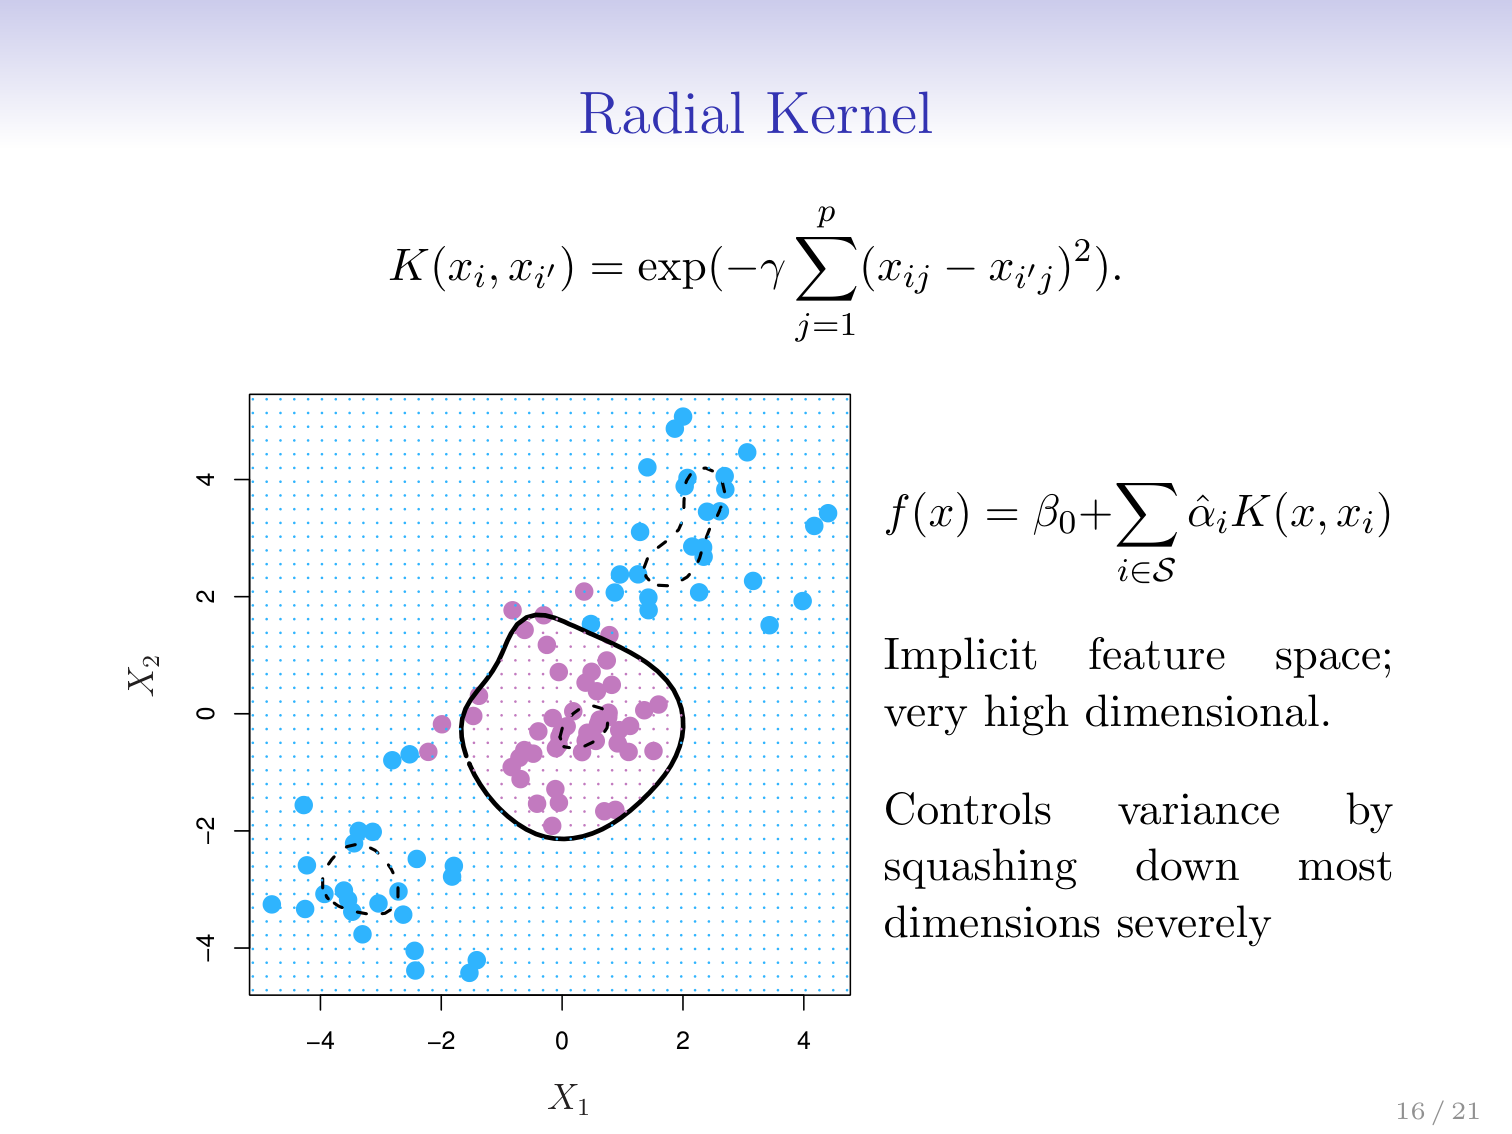 Radial Kernel
K(x_i, x_{i'}) = exp(−γ ∑_{j=1}^{p} (x_{ij} − x_{i'j})^2).
4
2
0
−2
−4
X_2
−4 −2 0 2 4
X_1
f(x) = β_0+ ∑_{i∈S} α̂_i K(x, x_i)
Implicit feature space;
very high dimensional.
Controls variance by
squashing down most
dimensions severely
16 / 21